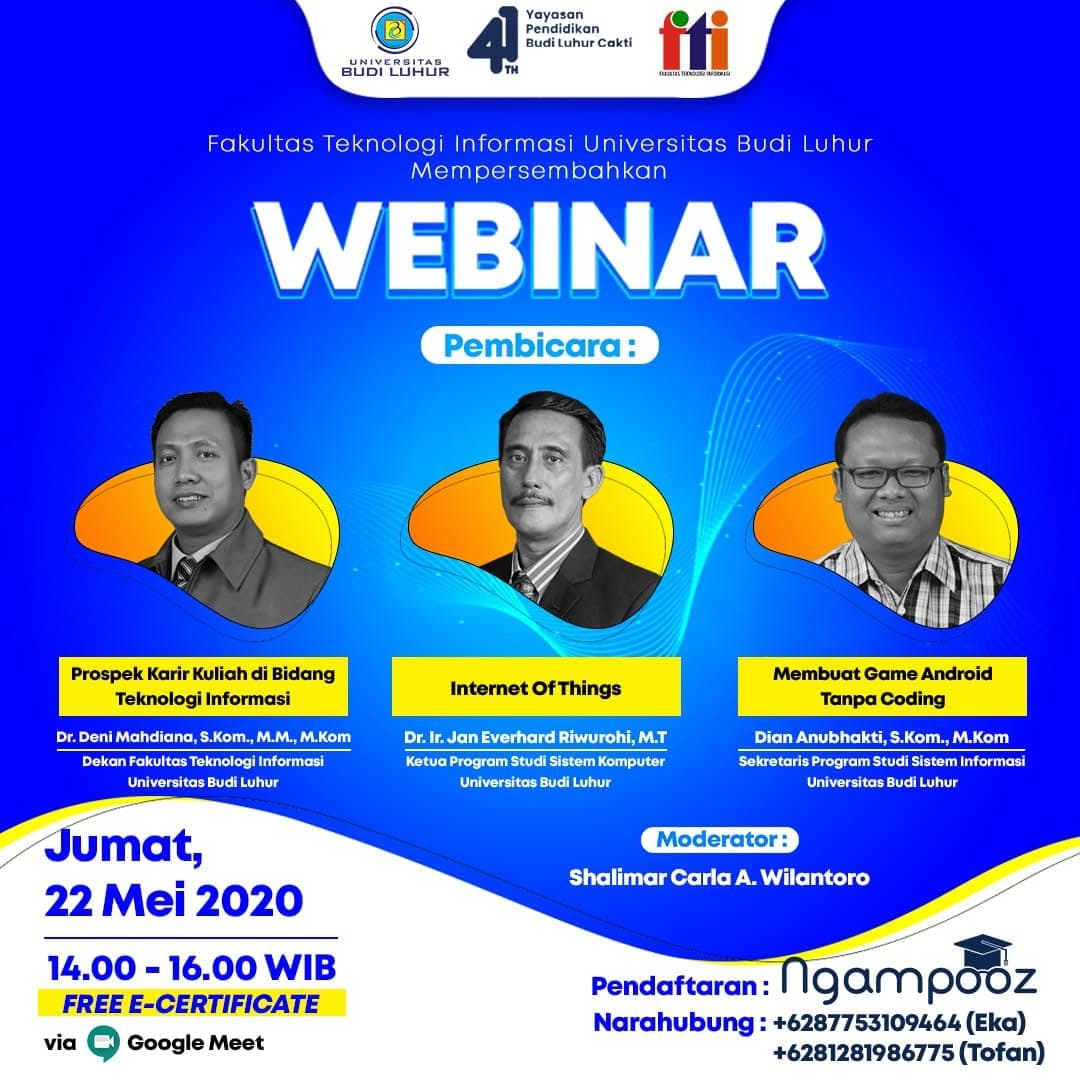 UNIVERSITAS
BUDI LUHUR
41TH
Yayasan
Pendidikan
Budi Luhur Cakti
fti
FAKULTAS TEKNOLOGI INFORMASI
Fakultas Teknologi Informasi Universitas Budi Luhur
Mempersembahkan
WEBINAR
Pembicara :
Prospek Karir Kuliah di Bidang
Teknologi Informasi
Dr. Deni Mahdiana, S.Kom., M.M., M.Kom
Dekan Fakultas Teknologi Informasi
Universitas Budi Luhur
Internet Of Things
Dr. Ir. Jan Everhard Riwurohi, M.T
Ketua Program Studi Sistem Komputer
Universitas Budi Luhur
Membuat Game Android
Tanpa Coding
Dian Anubhakti, S.Kom., M.Kom
Sekretaris Program Studi Sistem Informasi
Universitas Budi Luhur
Moderator :
Shalimar Carla A. Wilantoro
Jumat,
22 Mei 2020
14.00 - 16.00 WIB
FREE E-CERTIFICATE
via Google Meet
Pendaftaran : Ngampooz
Narahubung : +6287753109464 (Eka)
+6281281986775 (Tofan)